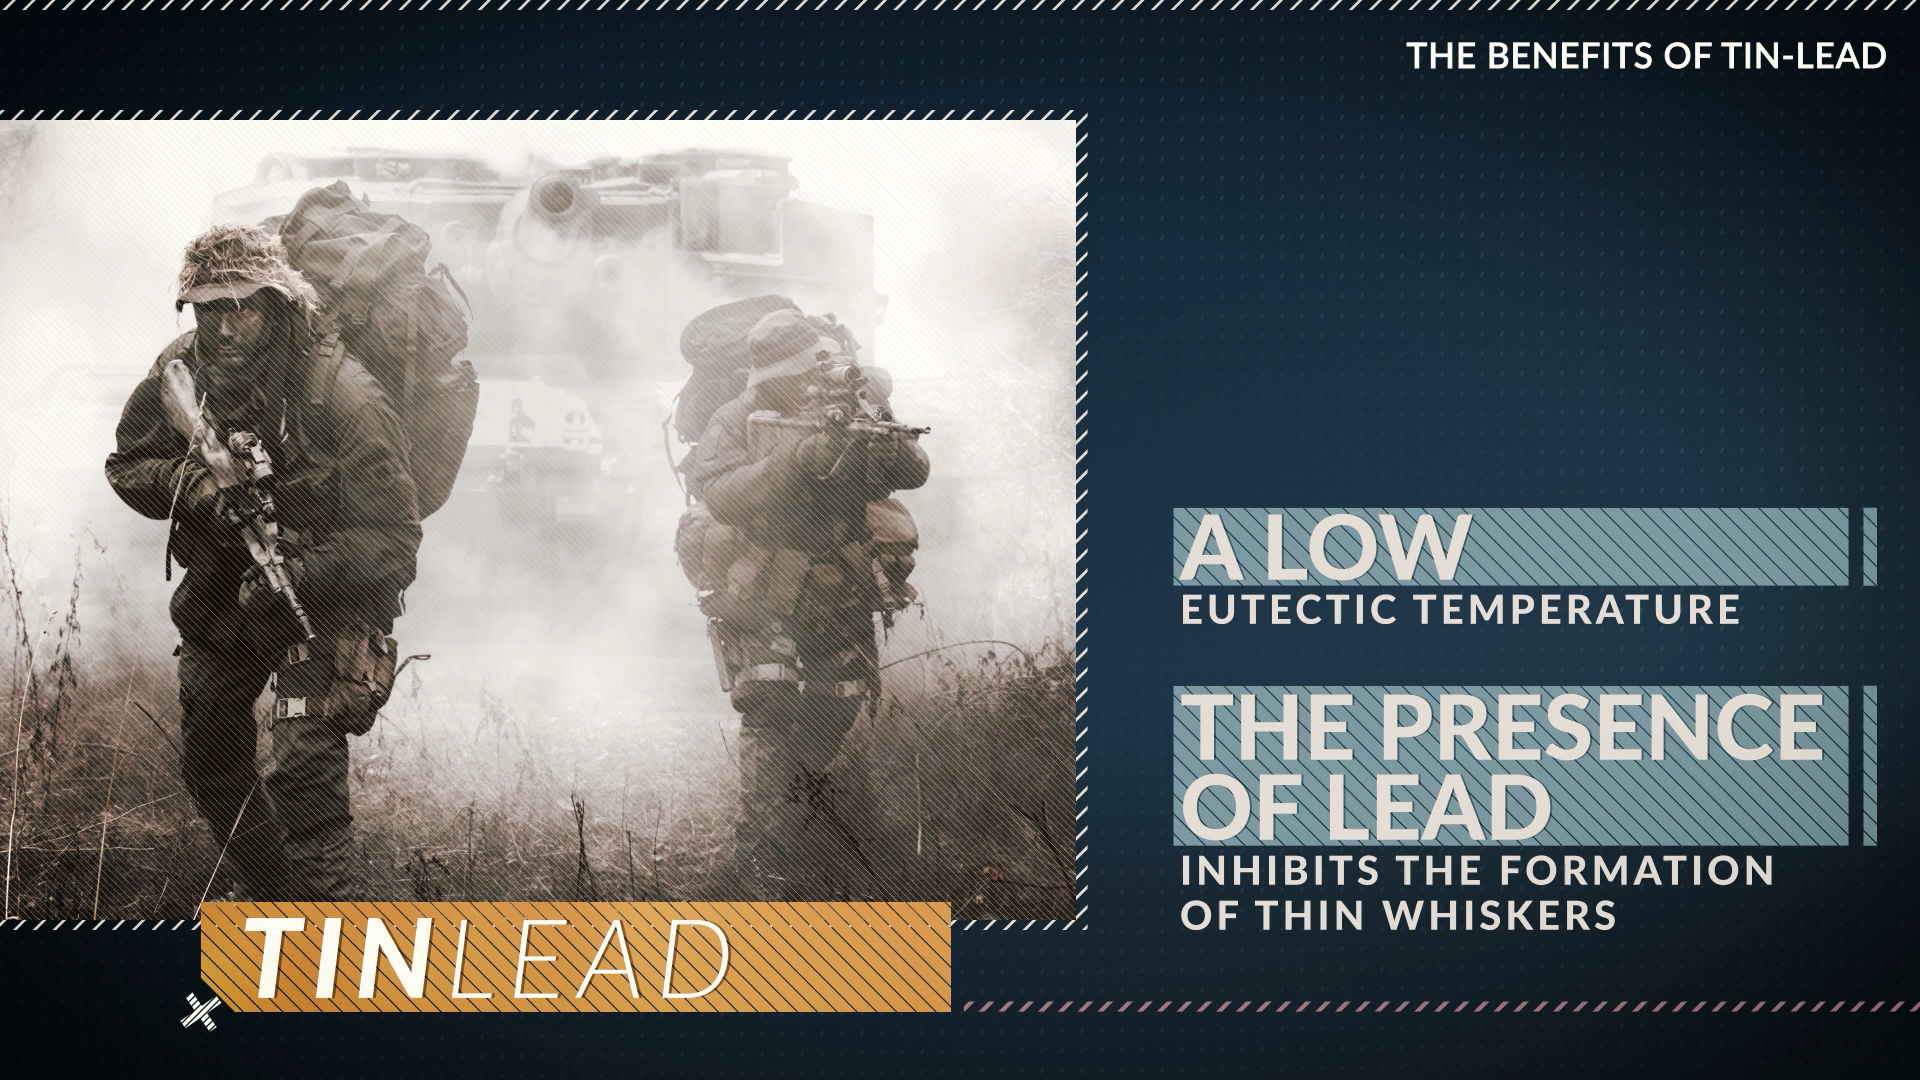 THE BENEFITS OF TIN-LEAD
A LOW
EUTECTIC TEMPERATURE
THE PRESENCE
OF LEAD
INHIBITS THE FORMATION
OF THIN WHISKERS
TINLEAD